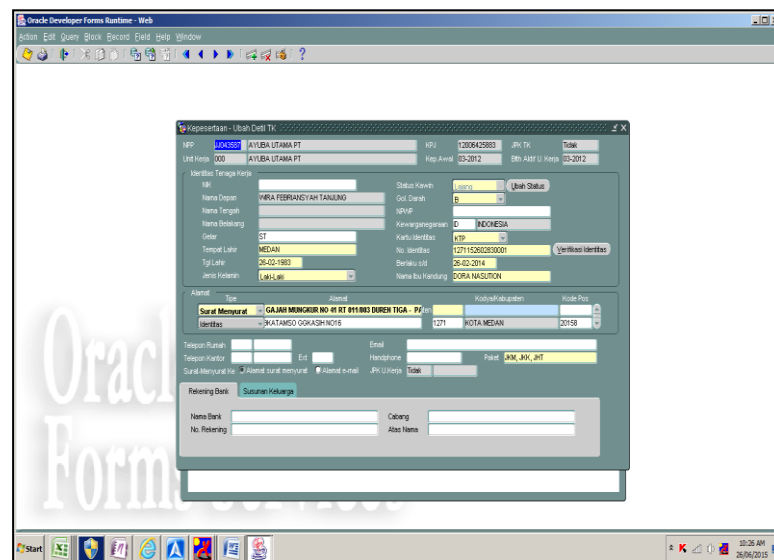 Oracle Developer Forms Runtime - Web
Action Edit Query Block Record Field Help Window
Kepesertaan - Ubah Detil TK
NPP JJ043587 AYUBA UTAMA PT KPJ 12006425883 JPK TK Tidak
Unit Kerja 000 AYUBA UTAMA PT Kep.Awal 03-2012 Blth Aktif U. Kerja 03-2012
Identitas Tenaga Kerja
NIK Status Kawin Lajang Ubah Status
Nama Depan WIRA FEBRIANSYAH TANJUNG Gol. Darah B
Nama Tengah NPWP
Nama Belakang Kewarganegaraan ID INDONESIA
Gelar ST Kartu Identitas KTP
Tempat Lahir MEDAN No. Identitas 1271152602830001 Verifikasi Identitas
Tgl Lahir 26-02-1983 Berlaku s/d 26-02-2014
Jenis Kelamin Laki-Laki Nama Ibu Kandung DORA NASUTION
Alamat
Tipe Alamat Kodya/Kabupaten Kode Pos
Surat Menyurat GAJAH MUNGKUR NO 41 RT 011/003 DUREN TIGA - PA
Identitas EKATAMSO GGKASIH NO16 1271 KOTA MEDAN 20158
Telepon Rumah Email
Telepon Kantor Ext Handphone Paket JKM, JKK, JHT
Surat-Menyurat Ke Alamat surat menyurat Alamat e-mail JPK U.Kerja Tidak
Rekening Bank Susunan Keluarga
Nama Bank Cabang
No. Rekening Atas Nama
Oracle
Forms Services
Start 10:26 AM
26/06/2015